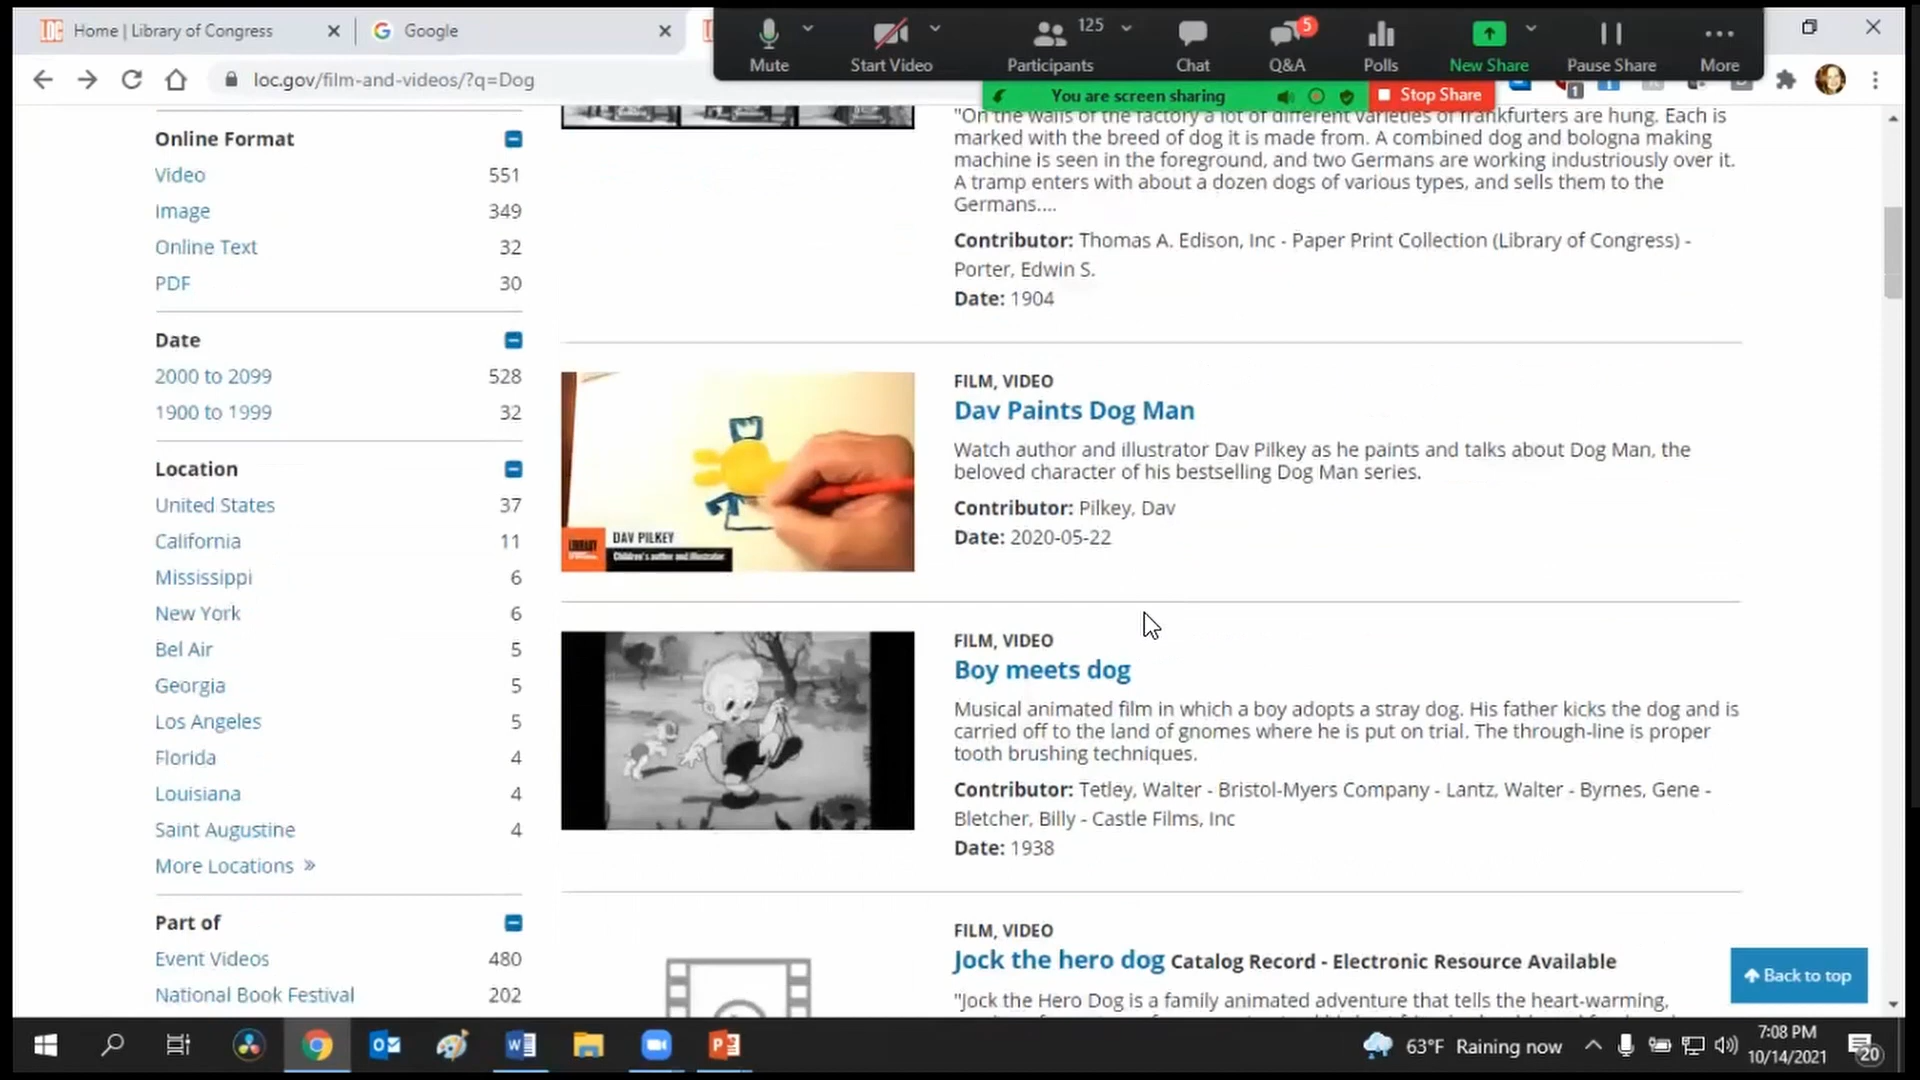 Home | Library of Congress
Google
Mute
Start Video
Participants
125
Chat
Q&A
5
Polls
New Share
Pause Share
More
loc.gov/film-and-videos/?q=Dog
You are screen sharing
Stop Share
1
Online Format
Video 551
Image 349
Online Text 32
PDF 30
Date
2000 to 2099 528
1900 to 1999 32
Location
United States 37
California 11
Mississippi 6
New York 6
Bel Air 5
Georgia 5
Los Angeles 5
Florida 4
Louisiana 4
Saint Augustine 4
More Locations »
Part of
Event Videos 480
National Book Festival 202
"On the walls of the factory a lot of different varieties of frankfurters are hung. Each is
marked with the breed of dog it is made from. A combined dog and bologna making
machine is seen in the foreground, and two Germans are working industriously over it.
A tramp enters with about a dozen dogs of various types, and sells them to the
Germans....
Contributor: Thomas A. Edison, Inc - Paper Print Collection (Library of Congress) -
Porter, Edwin S.
Date: 1904
LIBRARY
DAV PILKEY
Children's author and illustrator
FILM, VIDEO
Dav Paints Dog Man
Watch author and illustrator Dav Pilkey as he paints and talks about Dog Man, the
beloved character of his bestselling Dog Man series.
Contributor: Pilkey, Dav
Date: 2020-05-22
FILM, VIDEO
Boy meets dog
Musical animated film in which a boy adopts a stray dog. His father kicks the dog and is
carried off to the land of gnomes where he is put on trial. The through-line is proper
tooth brushing techniques.
Contributor: Tetley, Walter - Bristol-Myers Company - Lantz, Walter - Byrnes, Gene -
Bletcher, Billy - Castle Films, Inc
Date: 1938
FILM, VIDEO
Jock the hero dog Catalog Record - Electronic Resource Available
"Jock the Hero Dog is a family animated adventure that tells the heart-warming,
Back to top
63°F Raining now
7:08 PM
10/14/2021
20